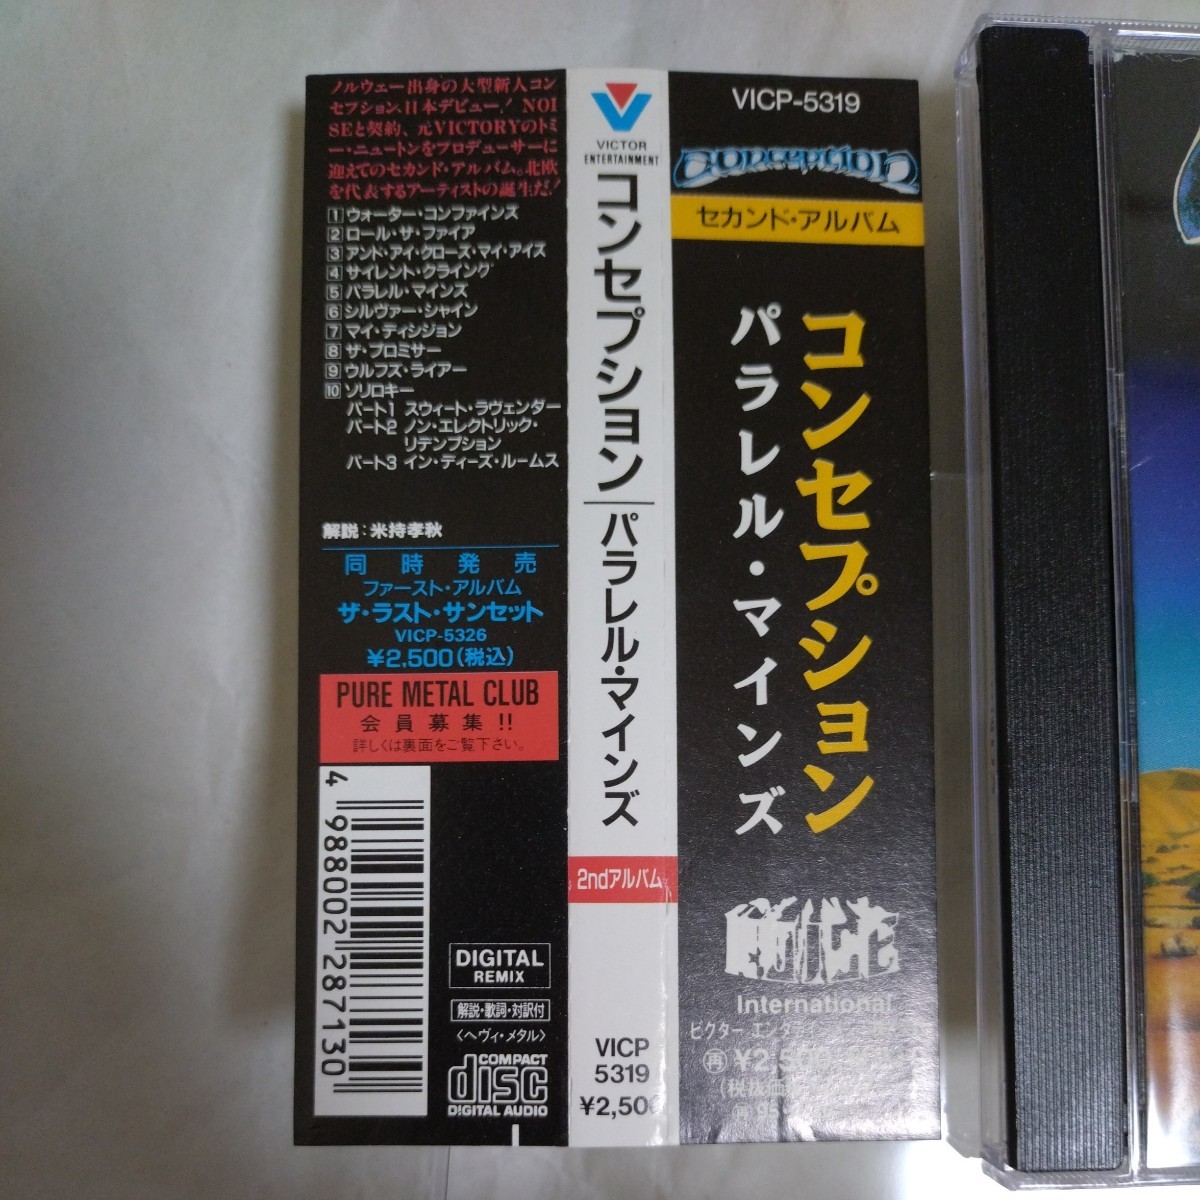 ノルウェー出身の大型新人コン
セプション、日本デビュー! NOI
SEと契約、元VICTORYのトミ
ー・ニュートンをプロデューサーに
迎えてのセカンド・アルバム。北欧
を代表するアーティストの誕生だ!
1 ウォーター・コンファインズ
2 ロール・ザ・ファイア
3 アンド・アイ・クローズ・マイ・アイズ
4 サイレント・クライング
5 パラレル・マインズ
6 シルヴァー・シャイン
7 マイ・ディシジョン
8 ザ・プロミサー
9 ウルフズ・ライアー
10 ソリロキー
パート1 スウィート・ラヴェンダー
パート2 ノン・エレクトリック・
リデンプション
パート3 イン・ディーズ・ルームス
解説:米持孝秋
同時発売
ファースト・アルバム
ザ・ラスト・サンセット
VICP-5326
¥2,500(税込)
PURE METAL CLUB
会員募集!!
詳しくは裏面をご覧下さい。
4 988002 287130
DIGITAL
REMIX
解説・歌詞・対訳付
〈ヘヴィ・メタル〉
COMPACT
disc
DIGITAL AUDIO
VICTOR
ENTERTAINMENT
コンセプション/パラレル・マインズ
2ndアルバム
VICP
5319
¥2,500
VICP-5319
conception
セカンド・アルバム
コンセプション
パラレル・マインズ
noise
International
ビクター エンタテイ
再 ¥2,50
(税抜価
再 95